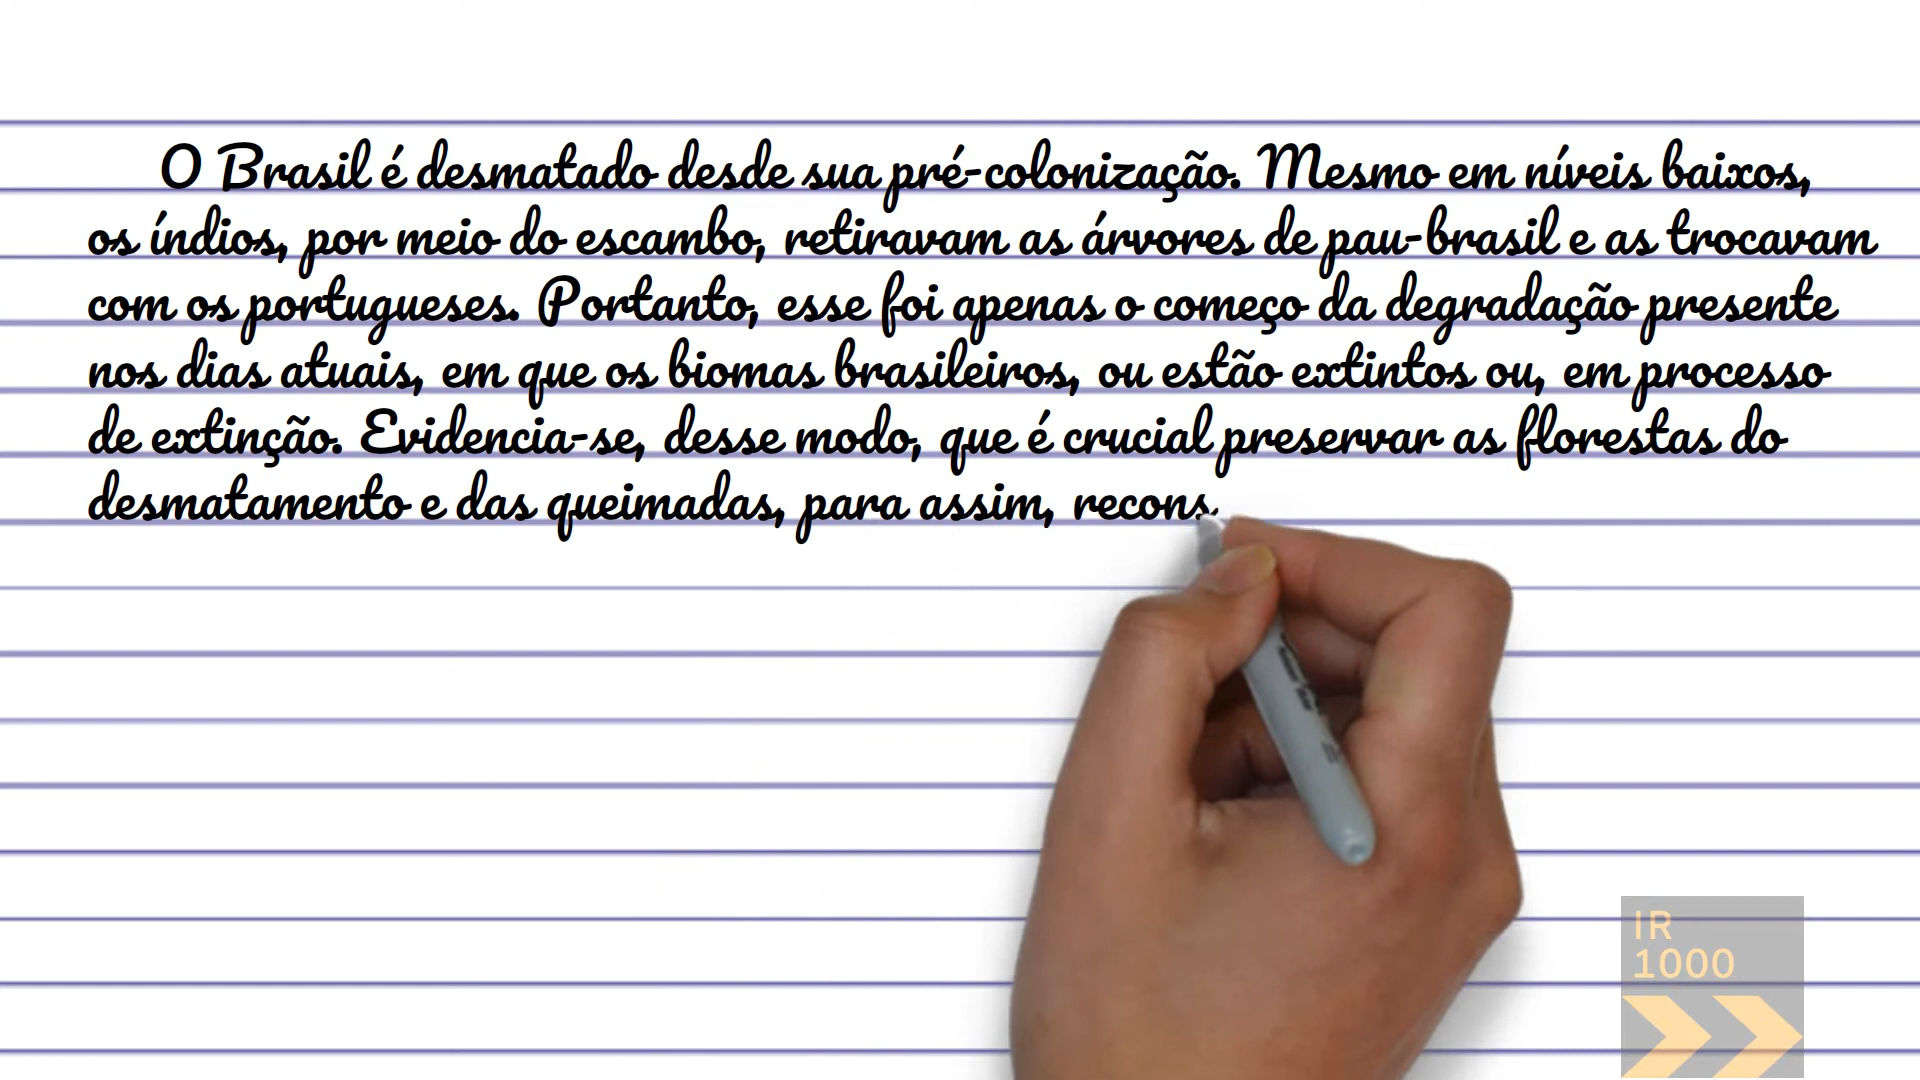 O Brasil é desmatado desde sua pré-colonização. Mesmo em níveis baixos,
os índios, por meio do escambo, retiravam as árvores de pau-brasil e as trocavam
com os portugueses. Portanto, esse foi apenas o começo da degradação presente
nos dias atuais, em que os biomas brasileiros, ou estão extintos ou, em processo
de extinção. Evidencia-se, desse modo, que é crucial preservar as florestas do
desmatamento e das queimadas, para assim, recons
IR
1000